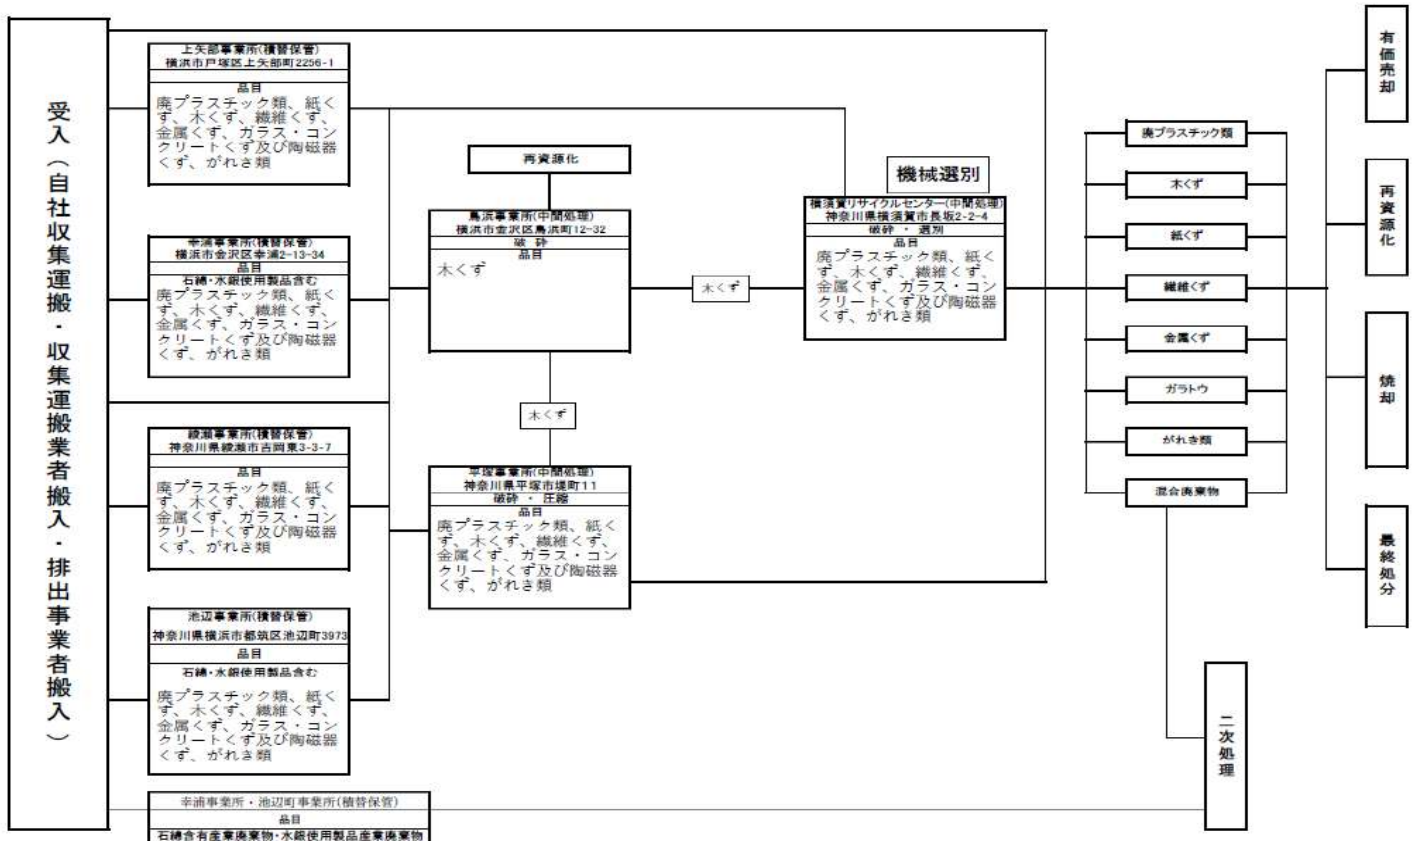 受入（自社収集運搬・収集運搬業者搬入・排出事業者搬入）
上矢部事業所(積替保管)
横浜市戸塚区上矢部町2256-1
品目
廃プラスチック類、紙く
ず、木くず、繊維くず、
金属くず、ガラス・コン
クリートくず及び陶磁器
くず、がれき類
幸浦事業所(積替保管)
横浜市金沢区幸浦2-13-34
品目
石綿・水銀使用製品含む
廃プラスチック類、紙く
ず、木くず、繊維くず、
金属くず、ガラス・コン
クリートくず及び陶磁器
くず、がれき類
綾瀬事業所(積替保管)
神奈川県綾瀬市吉岡東3-3-7
品目
廃プラスチック類、紙く
ず、木くず、繊維くず、
金属くず、ガラス・コン
クリートくず及び陶磁器
くず、がれき類
池辺事業所(積替保管)
神奈川県横浜市都筑区池辺町3973
品目
石綿・水銀使用製品含む
廃プラスチック類、紙く
ず、木くず、繊維くず、
金属くず、ガラス・コン
クリートくず及び陶磁器
くず、がれき類
幸浦事業所・池辺町事業所(積替保管)
品目
石綿含有産業廃棄物・水銀使用製品産業廃棄物
再資源化
鳥浜事業所(中間処理)
横浜市金沢区鳥浜町12-32
破 砕
品目
木くず
木くず
木くず
平塚事業所(中間処理)
神奈川県平塚市堤町11
破砕 ・ 圧縮
品目
廃プラスチック類、紙く
ず、木くず、繊維くず、
金属くず、ガラス・コン
クリートくず及び陶磁器
くず、がれき類
機械選別
横須賀リサイクルセンター(中間処理)
神奈川県横須賀市長坂2-2-4
破砕 ・ 選別
品目
廃プラスチック類、紙く
ず、木くず、繊維くず、
金属くず、ガラス・コン
クリートくず及び陶磁器
くず、がれき類
廃プラスチック類
木くず
紙くず
繊維くず
金属くず
ガラトウ
がれき類
混合廃棄物
有価売却
再資源化
焼却
最終処分
二次処理